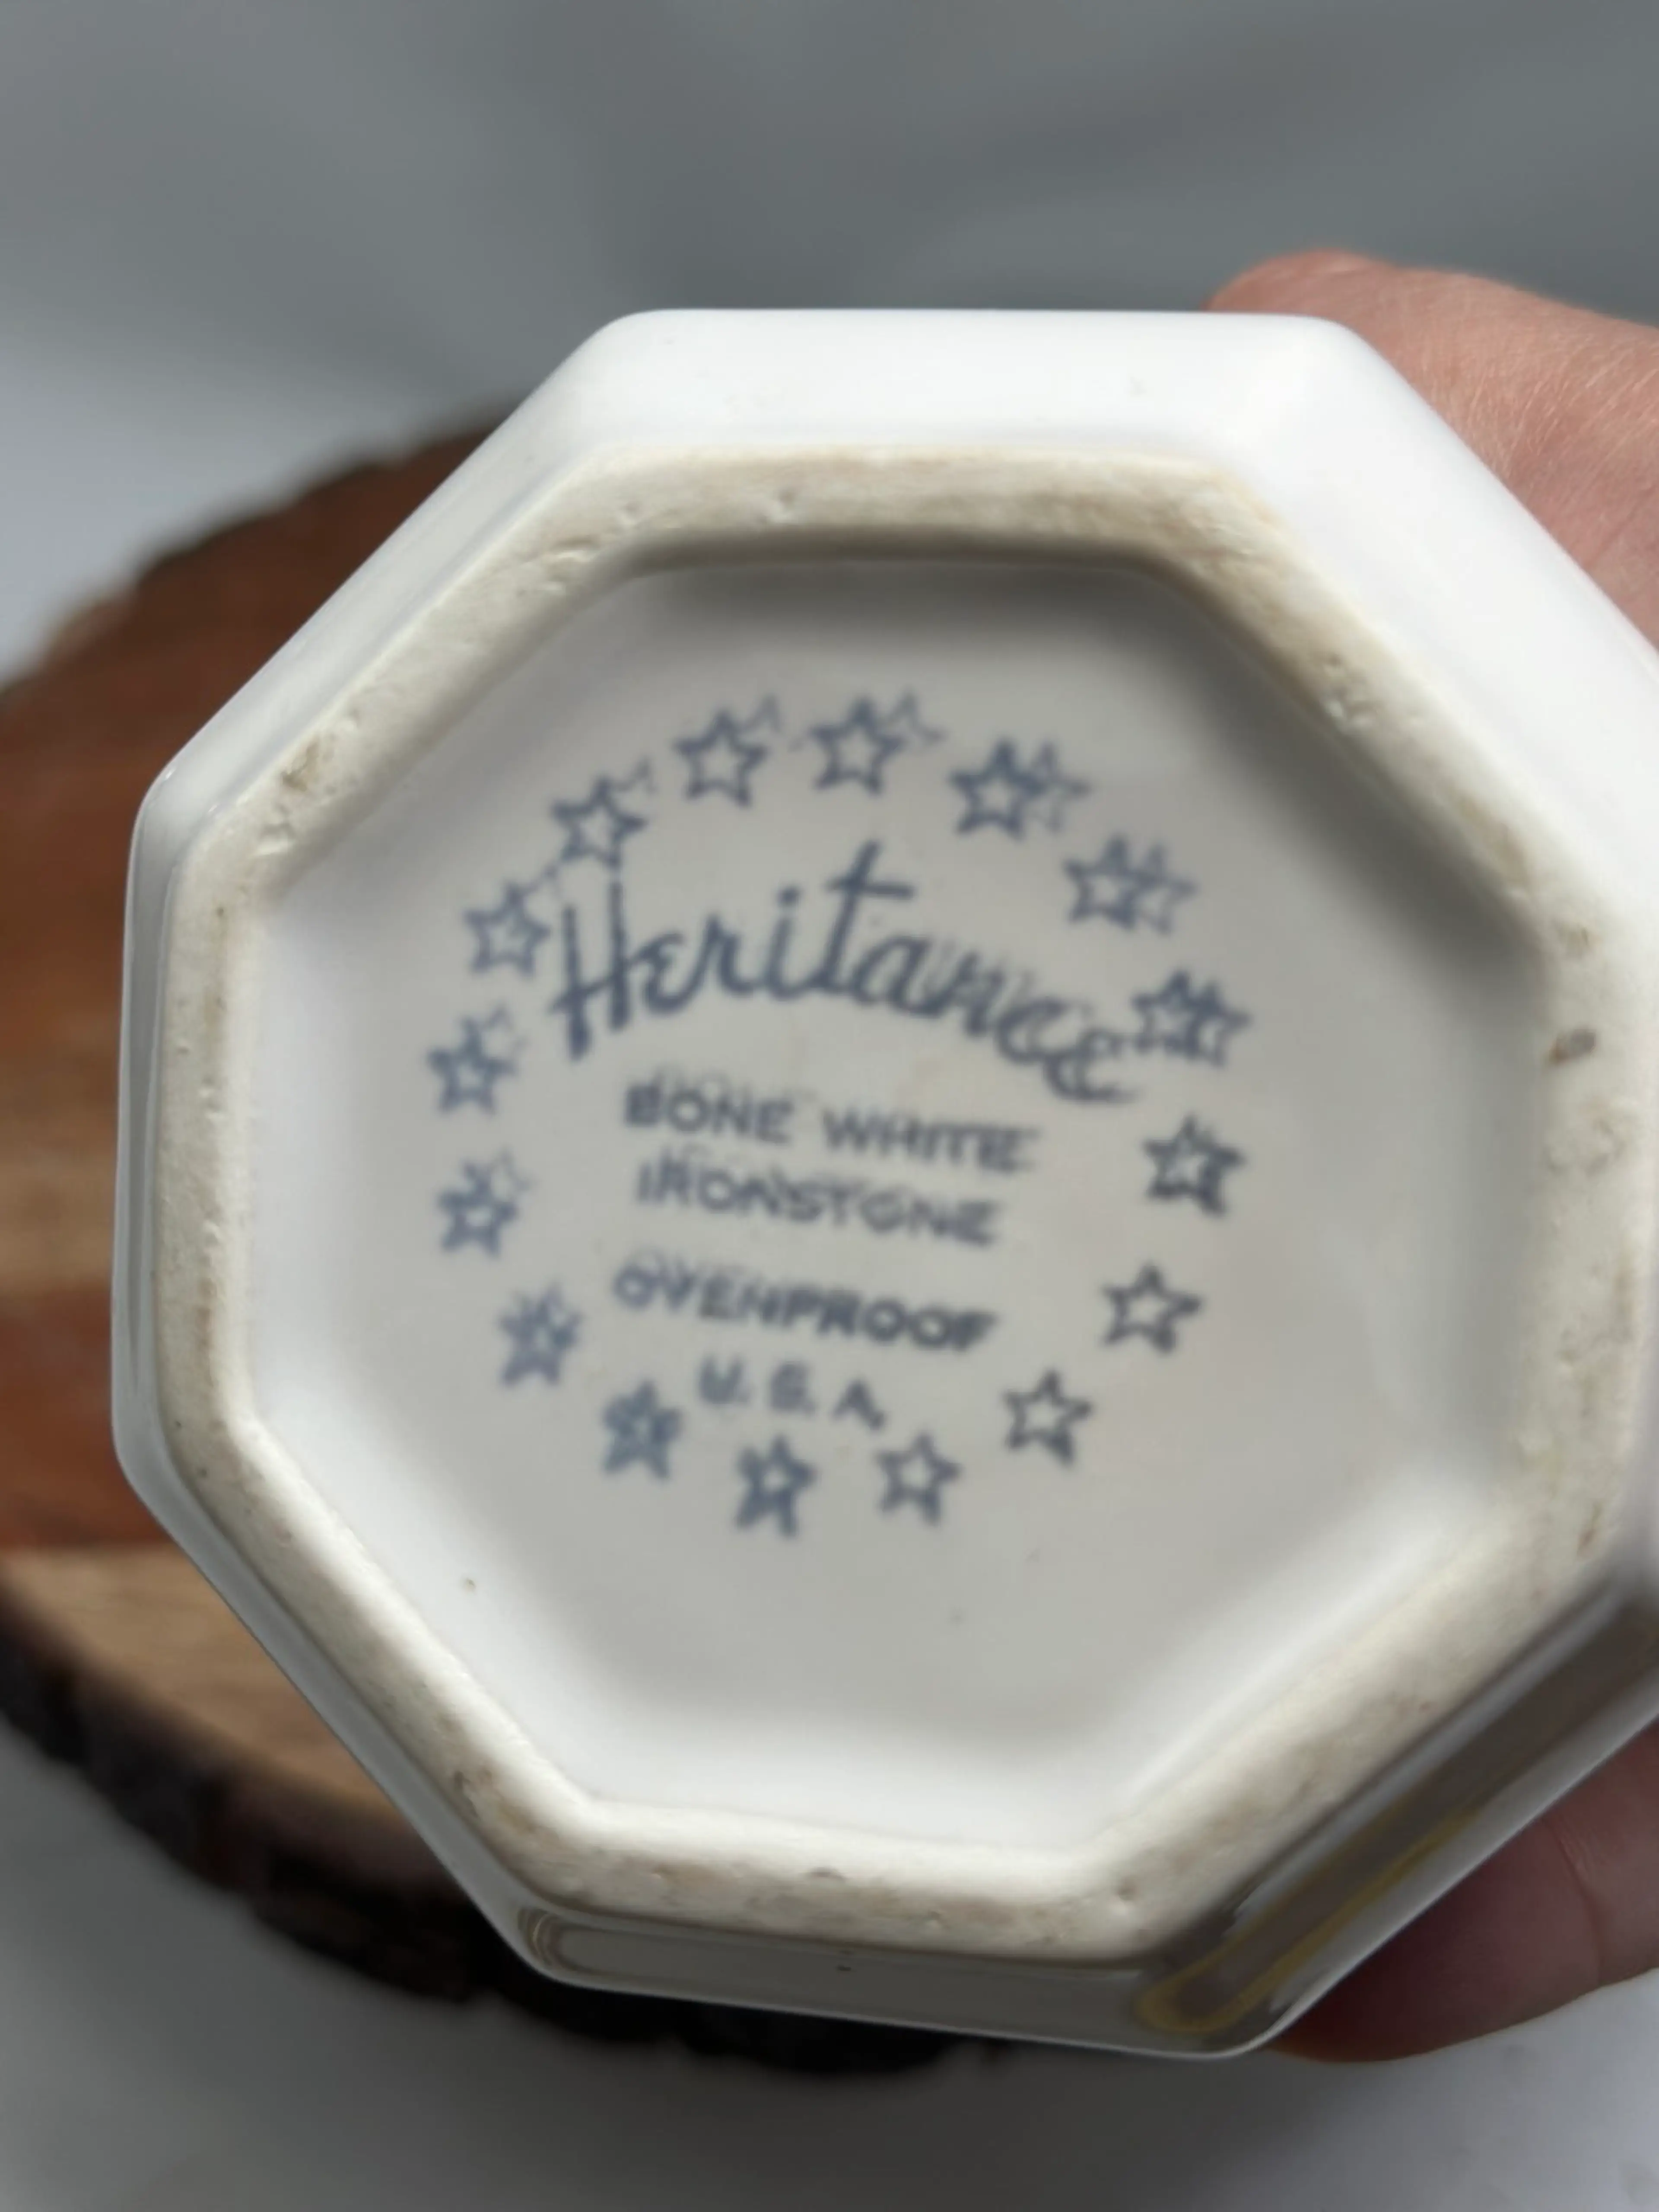 Heritance
BONE WHITE
IRONSTONE
OVENPROOF
U.S.A.